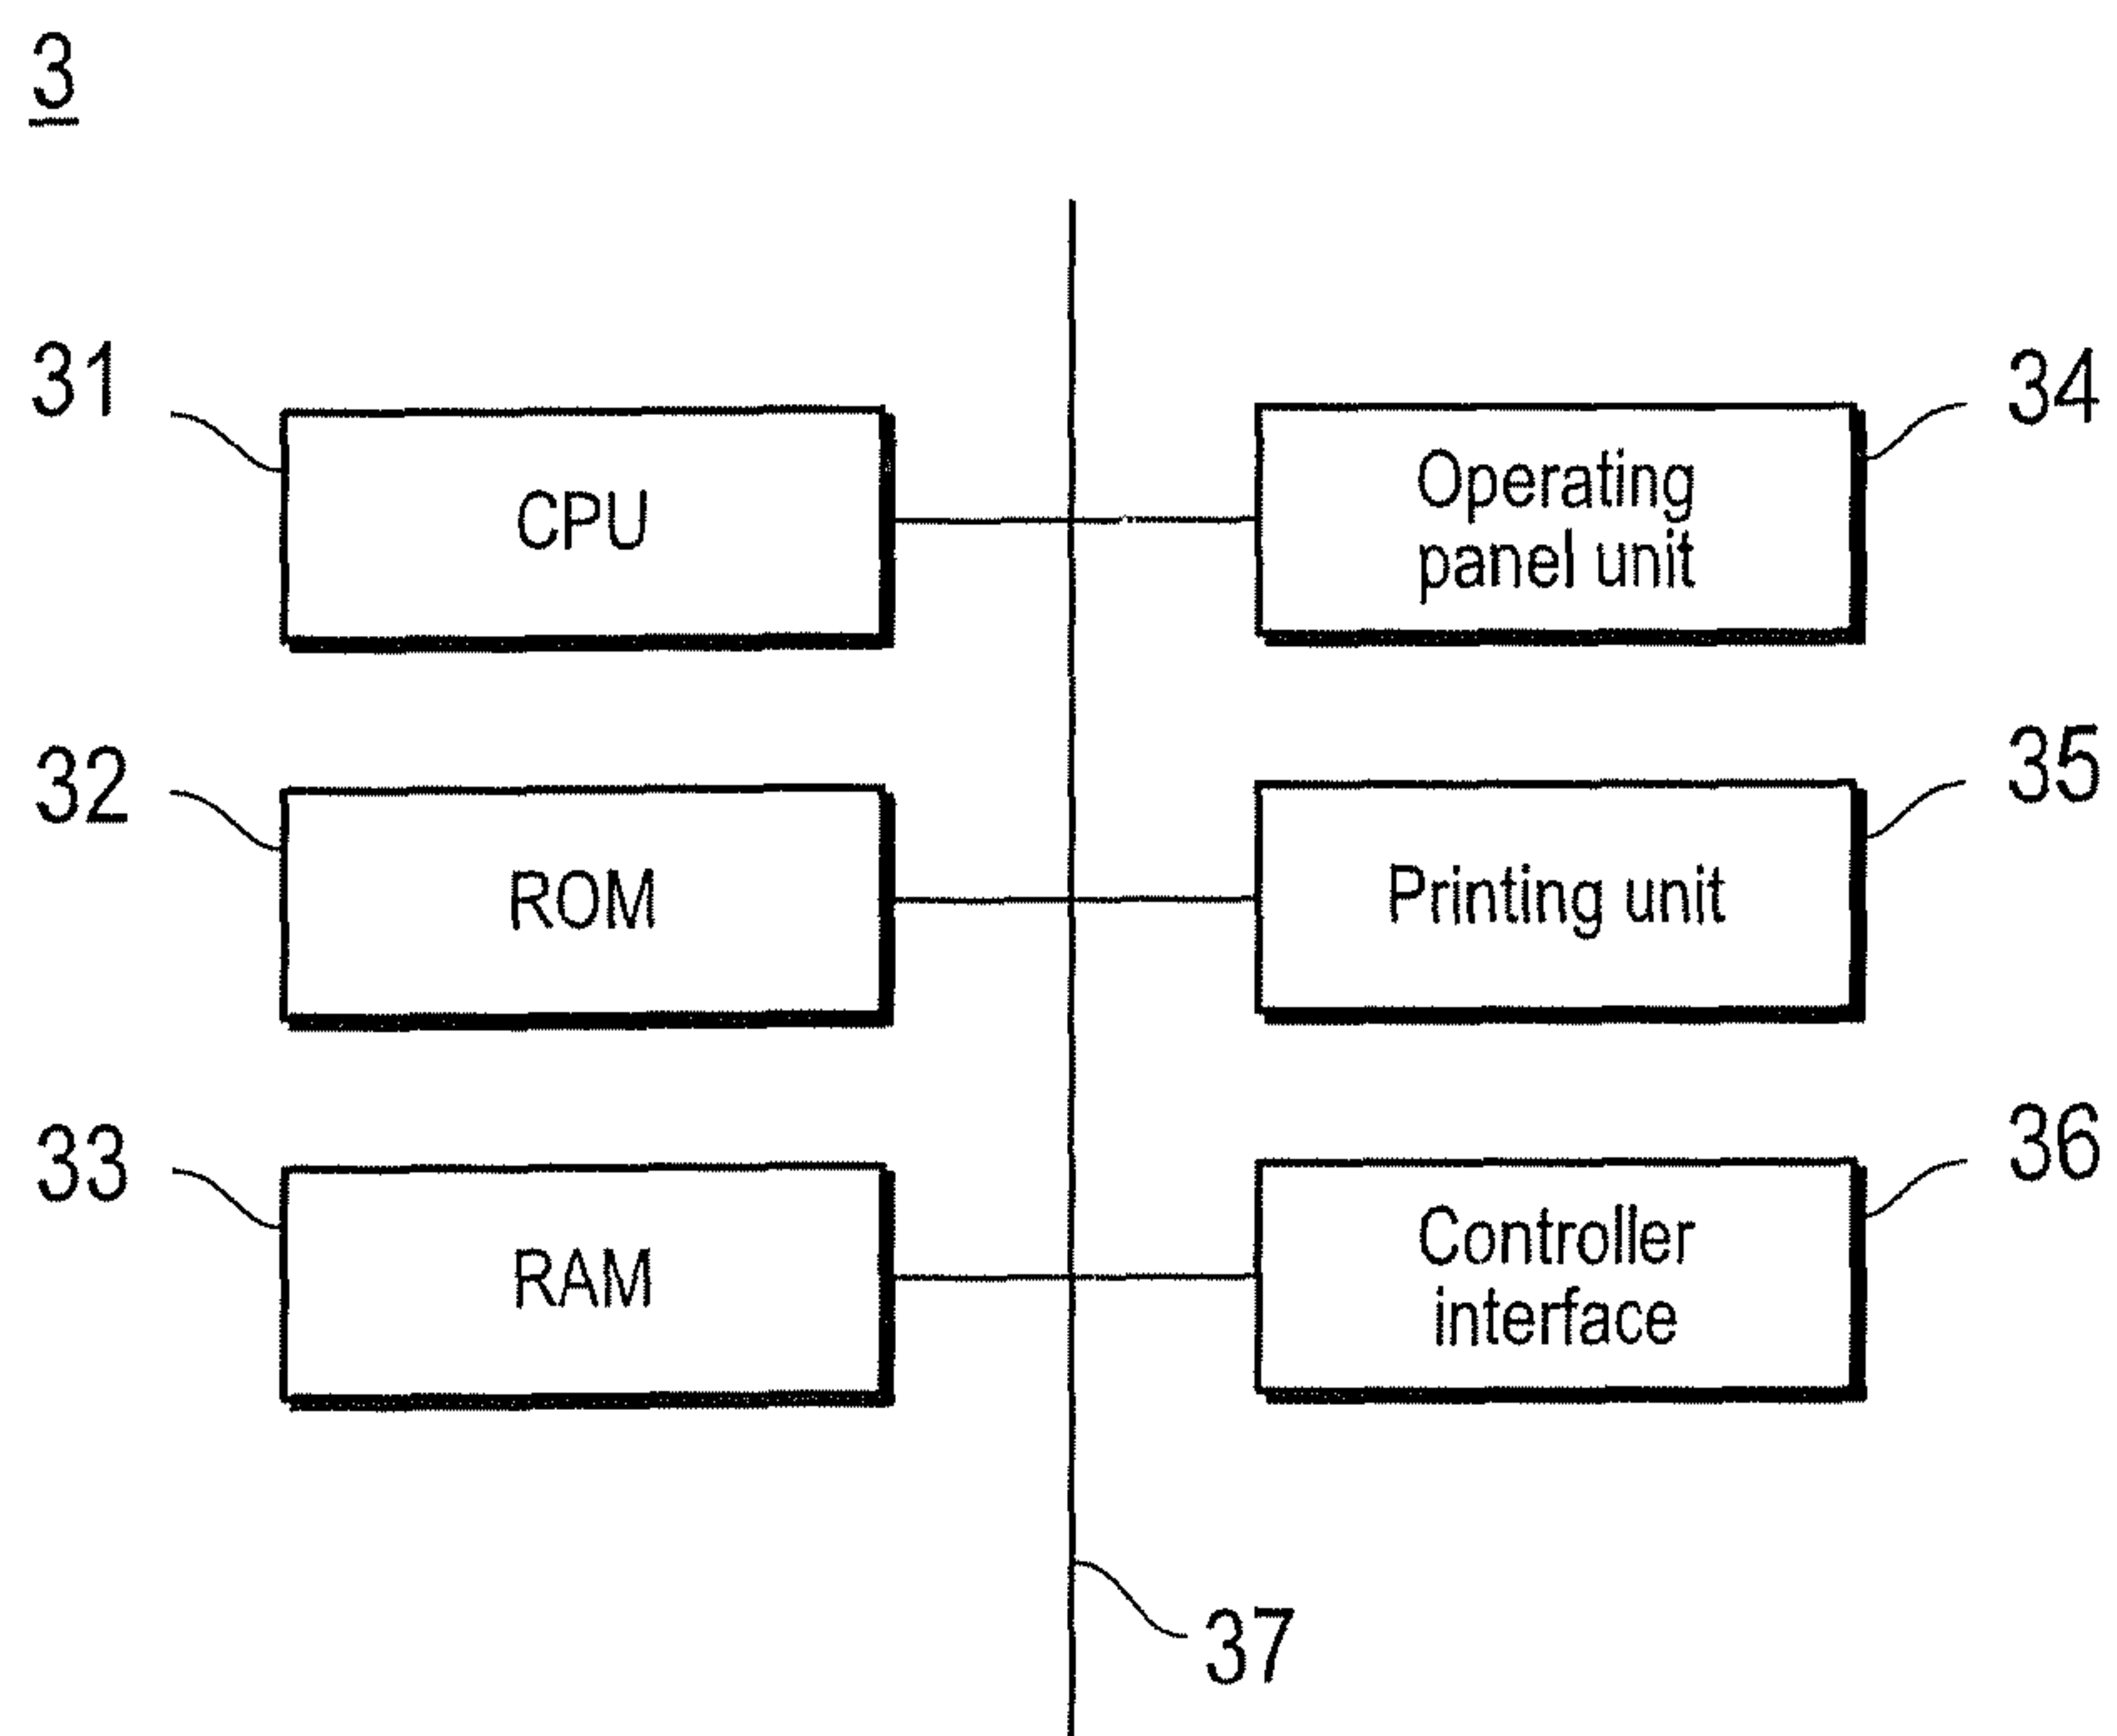 3
31
CPU
34
Operating
panel unit
32
ROM
35
Printing unit
33
RAM
36
Controller
interface
37